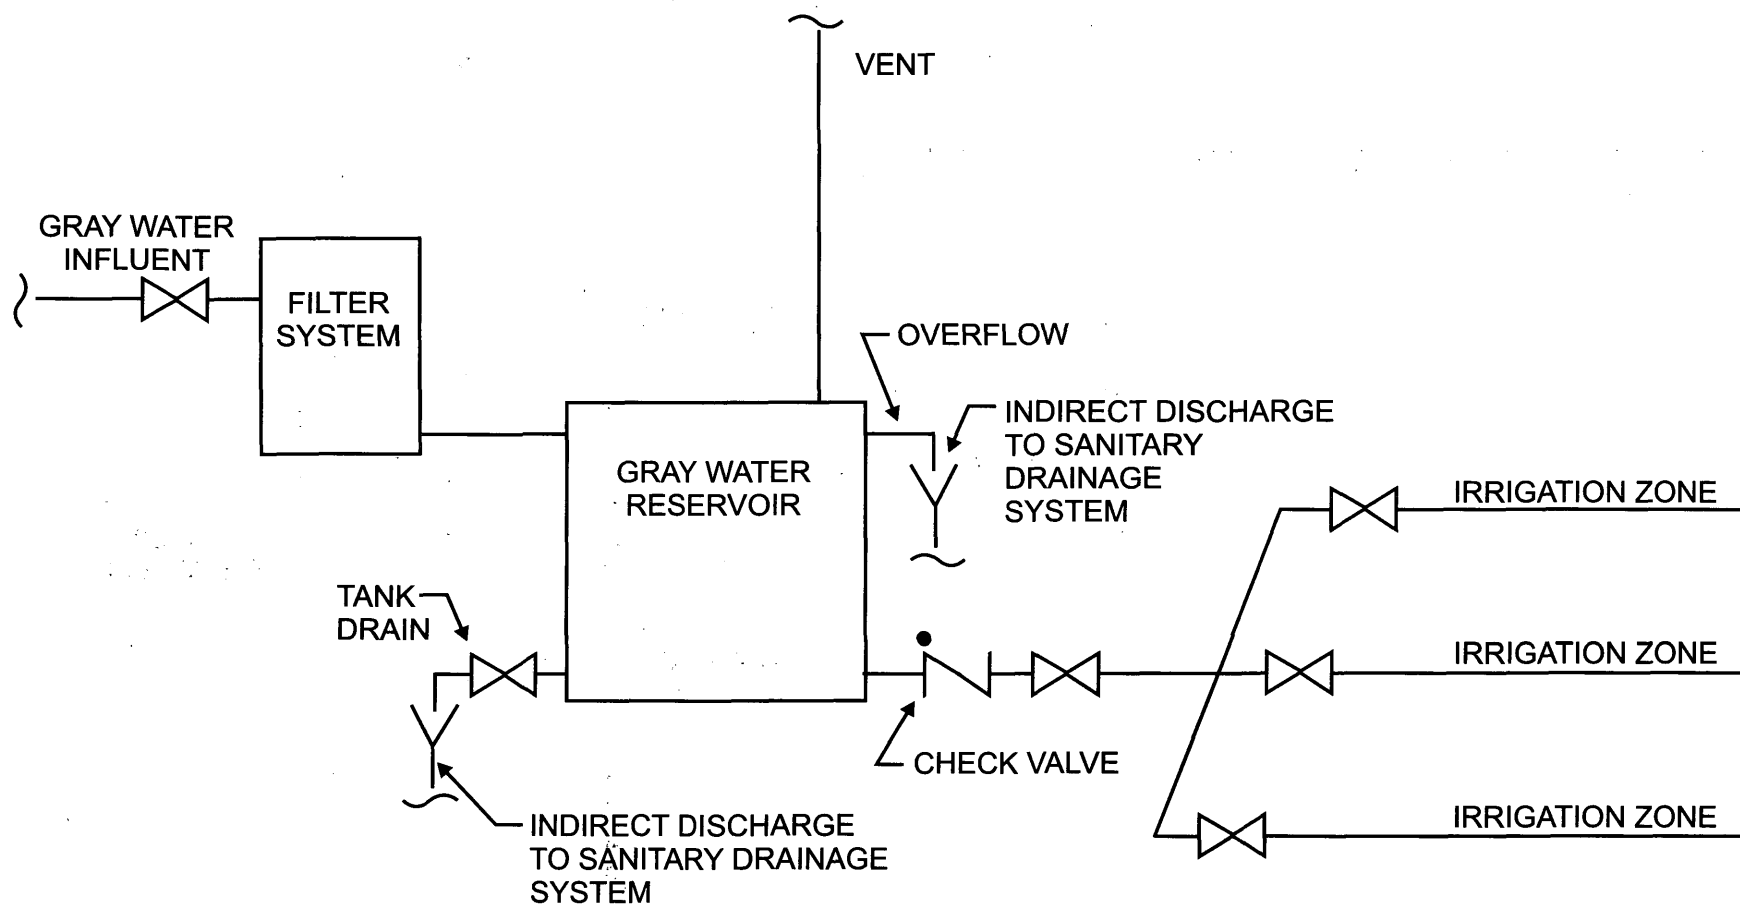 VENT
GRAY WATER
INFLUENT
FILTER
SYSTEM
OVERFLOW
INDIRECT DISCHARGE
TO SANITARY
DRAINAGE
SYSTEM
GRAY WATER
RESERVOIR
IRRIGATION ZONE
TANK
DRAIN
IRRIGATION ZONE
CHECK VALVE
IRRIGATION ZONE
INDIRECT DISCHARGE
TO SANITARY DRAINAGE
SYSTEM